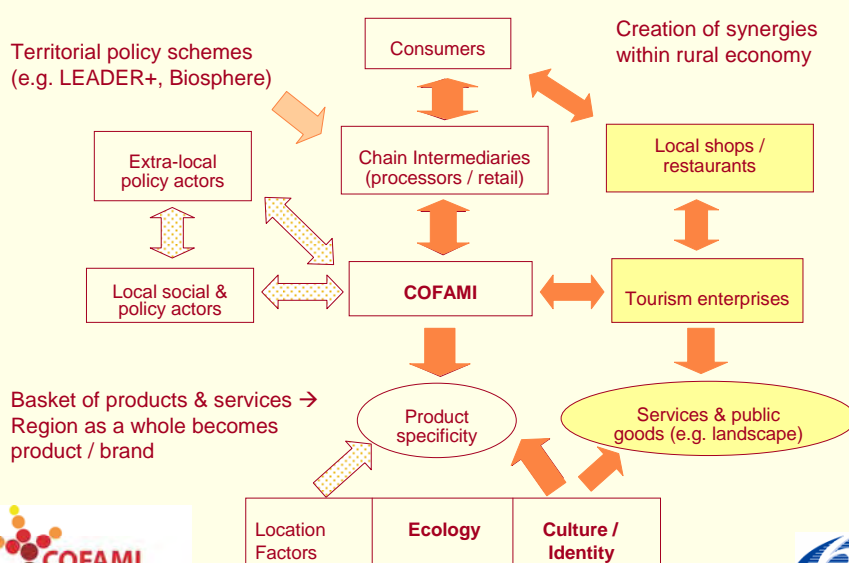 Territorial policy schemes
(e.g. LEADER+, Biosphere)
Consumers
Creation of synergies
within rural economy
Extra-local
policy actors
Chain Intermediaries
(processors / retail)
Local shops /
restaurants
Local social &
policy actors
COFAMI
Tourism enterprises
Basket of products & services →
Region as a whole becomes
product / brand
Product
specificity
Services & public
goods (e.g. landscape)
Location
Factors
Ecology
Culture /
Identity
COFAMI